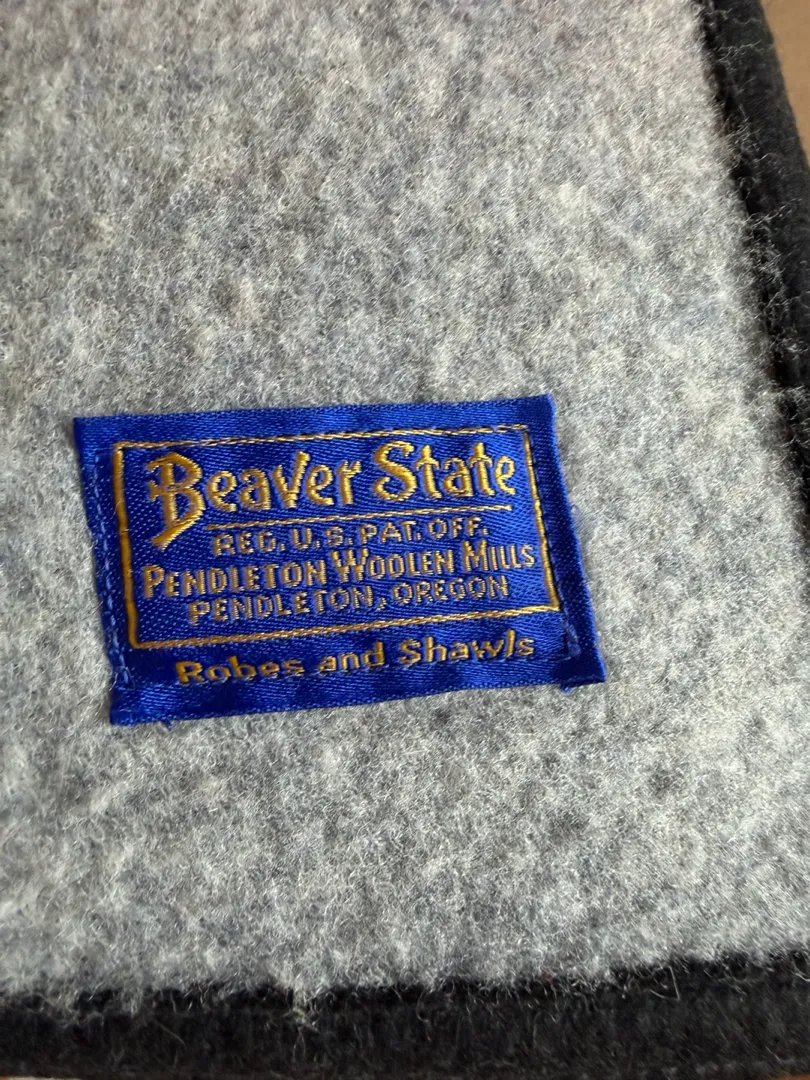 Beaver State
REG. U.S. PAT. OFF.
PENDLETON WOOLEN MILLS
PENDLETON, OREGON
Robes and Shawls